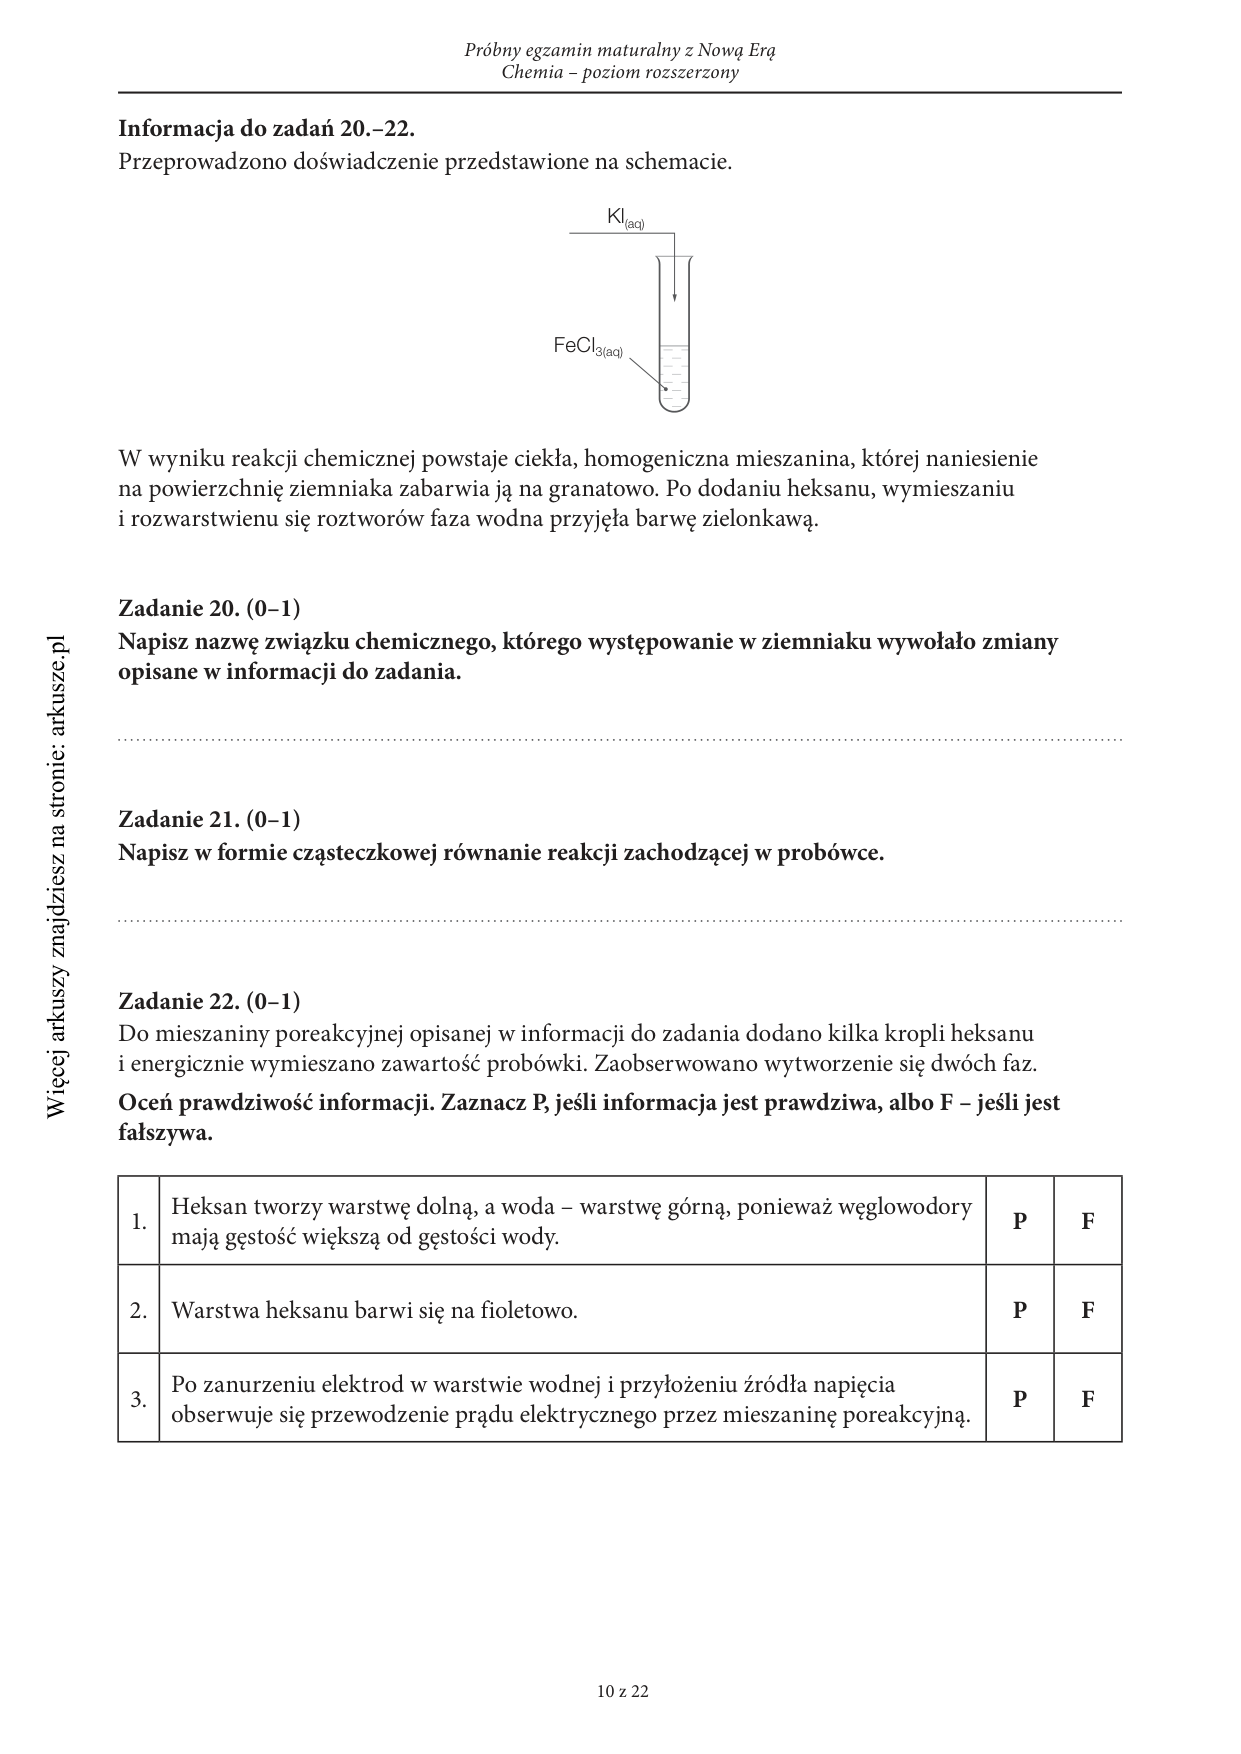 Próbny egzamin maturalny z Nową Erą
Chemia – poziom rozszerzony
Informacja do zadań 20.–22.
Przeprowadzono doświadczenie przedstawione na schemacie.
KI(aq)
FeCl3(aq)
W wyniku reakcji chemicznej powstaje ciekła, homogeniczna mieszanina, której naniesienie
na powierzchnię ziemniaka zabarwia ją na granatowo. Po dodaniu heksanu, wymieszaniu
i rozwarstwienu się roztworów faza wodna przyjęła barwę zielonkawą.
Zadanie 20. (0–1)
Napisz nazwę związku chemicznego, którego występowanie w ziemniaku wywołało zmiany
opisane w informacji do zadania.
Zadanie 21. (0–1)
Napisz w formie cząsteczkowej równanie reakcji zachodzącej w probówce.
Zadanie 22. (0–1)
Do mieszaniny poreakcyjnej opisanej w informacji do zadania dodano kilka kropli heksanu
i energicznie wymieszano zawartość probówki. Zaobserwowano wytworzenie się dwóch faz.
Oceń prawdziwość informacji. Zaznacz P, jeśli informacja jest prawdziwa, albo F – jeśli jest
fałszywa.
1. Heksan tworzy warstwę dolną, a woda – warstwę górną, ponieważ węglowodory
mają gęstość większą od gęstości wody. P F
2. Warstwa heksanu barwi się na fioletowo. P F
3. Po zanurzeniu elektrod w warstwie wodnej i przyłożeniu źródła napięcia
obserwuje się przewodzenie prądu elektrycznego przez mieszaninę poreakcyjną. P F
10 z 22
Więcej arkuszy znajdziesz na stronie: arkusze.pl